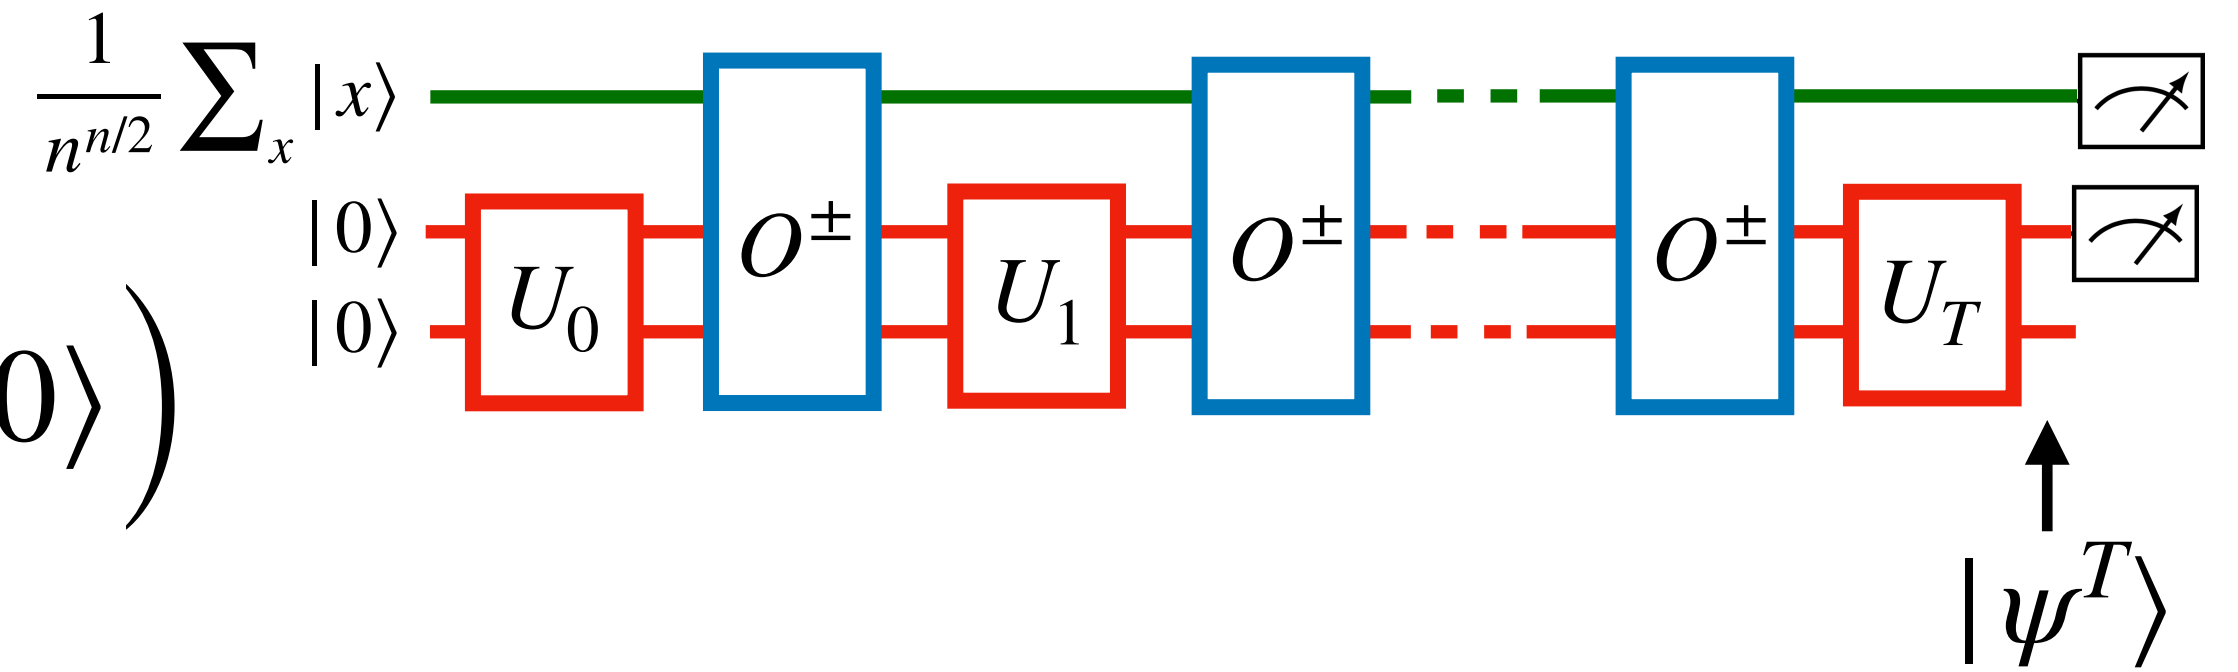 1/n^{n/2} ∑_x |x⟩
|0⟩
|0⟩
0⟩)
U_0
O^±
U_1
O^±
O^±
U_T
|ψ^T⟩